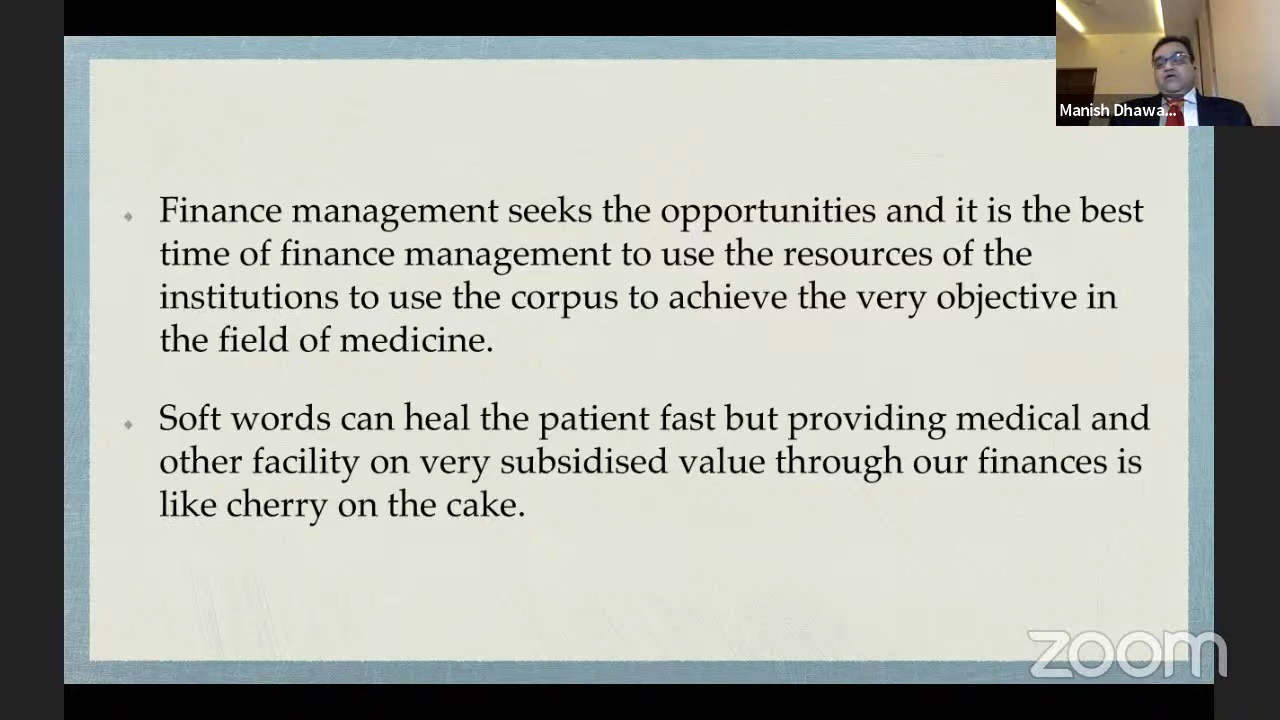 Manish Dhawa...
Finance management seeks the opportunities and it is the best
time of finance management to use the resources of the
institutions to use the corpus to achieve the very objective in
the field of medicine.
Soft words can heal the patient fast but providing medical and
other facility on very subsidised value through our finances is
like cherry on the cake.
zoom